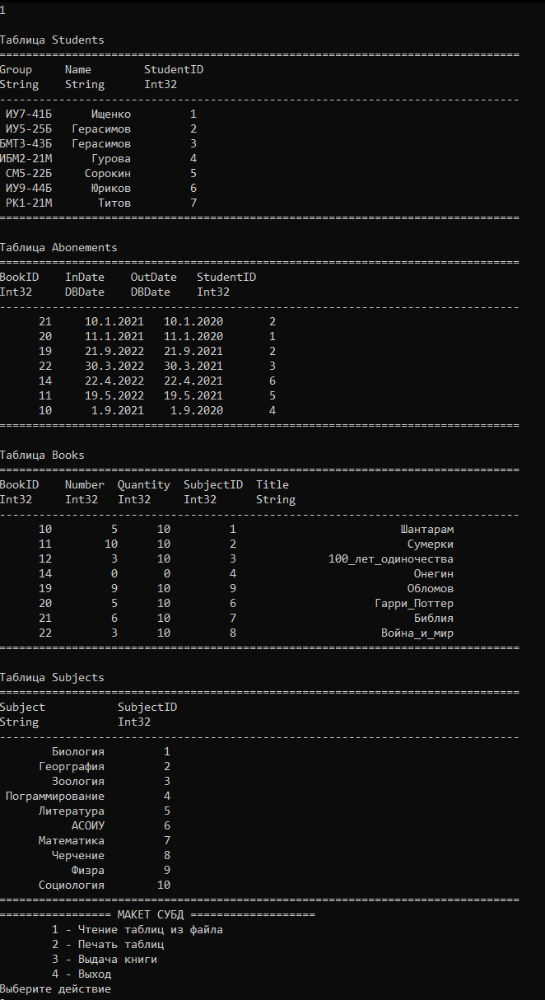 1
Таблица Students
===============================================================================
Group     Name        StudentID
String    String      Int32
-------------------------------------------------------------------------------
 ИУ7-41Б      Ищенко         1
 ИУ5-25Б   Герасимов         2
БМТ3-43Б   Герасимов         3
ИБМ2-21М      Гурова         4
 СМ5-22Б     Сорокин         5
 ИУ9-44Б      Юриков         6
 РК1-21М       Титов         7
===============================================================================
Таблица Abonements
===============================================================================
BookID    InDate    OutDate   StudentID
Int32     DBDate    DBDate    Int32
-------------------------------------------------------------------------------
      21     10.1.2021   10.1.2020       2
      20     11.1.2021   11.1.2020       1
      19     21.9.2022   21.9.2021       2
      22     30.3.2022   30.3.2021       3
      14     22.4.2022   22.4.2021       6
      11     19.5.2022   19.5.2021       5
      10      1.9.2021    1.9.2020       4
===============================================================================
Таблица Books
===============================================================================
BookID    Number  Quantity  SubjectID  Title
Int32     Int32   Int32     Int32      String
-------------------------------------------------------------------------------
      10         5      10         1                         Шантарам
      11        10      10         2                          Сумерки
      12         3      10         3              100_лет_одиночества
      14         0       0         4                           Онегин
      19         9      10         9                          Обломов
      20         5      10         6                     Гарри_Поттер
      21         6      10         7                           Библия
      22         3      10         8                      Война_и_мир
===============================================================================
Таблица Subjects
===============================================================================
Subject           SubjectID
String            Int32
-------------------------------------------------------------------------------
        Биология         1
      Георграфия         2
        Зоология         3
 Пограммирование         4
      Литература         5
           АСОИУ         6
      Математика         7
        Черчение         8
           Физра         9
      Социология        10
===============================================================================
================= МАКЕТ СУБД ===================
        1 - Чтение таблиц из файла
        2 - Печать таблиц
        3 - Выдача книги
        4 - Выход
Выберите действие